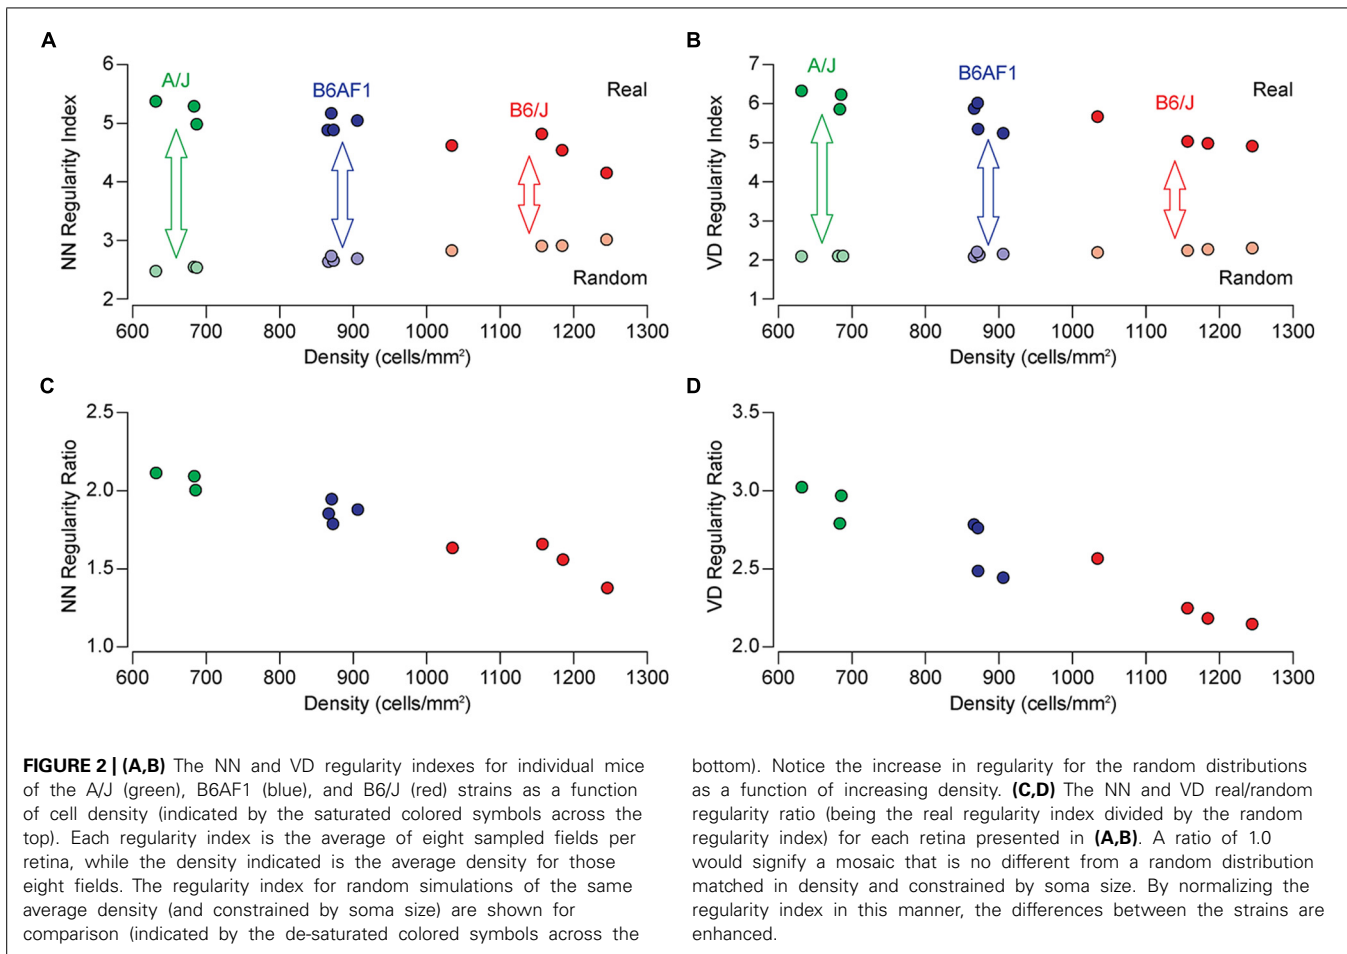 A
6
5
4
3
2
NN Regularity Index
A/J
B6AF1
B6/J
Real
Random
600 700 800 900 1000 1100 1200 1300
Density (cells/mm²)
B
7
6
5
4
3
2
1
VD Regularity Index
A/J
B6AF1
B6/J
Real
Random
600 700 800 900 1000 1100 1200 1300
Density (cells/mm²)
C
2.5
2.0
1.5
1.0
NN Regularity Ratio
600 700 800 900 1000 1100 1200 1300
Density (cells/mm²)
D
3.5
3.0
2.5
2.0
VD Regularity Ratio
600 700 800 900 1000 1100 1200 1300
Density (cells/mm²)
FIGURE 2 | (A,B) The NN and VD regularity indexes for individual mice
of the A/J (green), B6AF1 (blue), and B6/J (red) strains as a function
of cell density (indicated by the saturated colored symbols across the
top). Each regularity index is the average of eight sampled fields per
retina, while the density indicated is the average density for those
eight fields. The regularity index for random simulations of the same
average density (and constrained by soma size) are shown for
comparison (indicated by the de-saturated colored symbols across the
bottom). Notice the increase in regularity for the random distributions
as a function of increasing density. (C,D) The NN and VD real/random
regularity ratio (being the real regularity index divided by the random
regularity index) for each retina presented in (A,B). A ratio of 1.0
would signify a mosaic that is no different from a random distribution
matched in density and constrained by soma size. By normalizing the
regularity index in this manner, the differences between the strains are
enhanced.